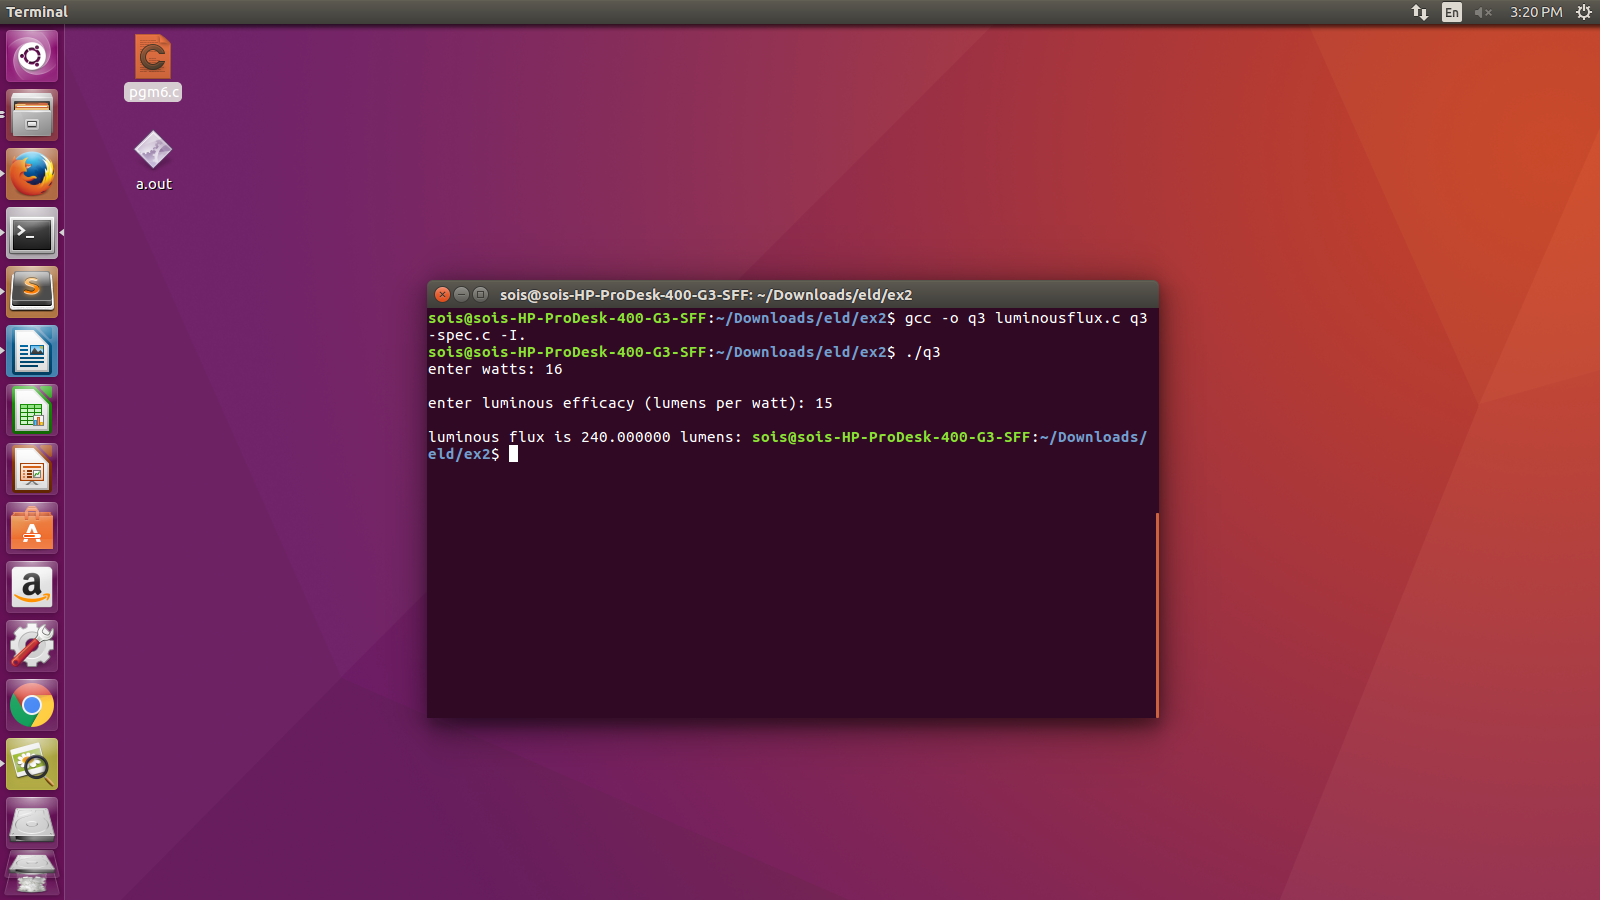 Terminal
En
3:20 PM
pgm6.c
a.out
sois@sois-HP-ProDesk-400-G3-SFF: ~/Downloads/eld/ex2
sois@sois-HP-ProDesk-400-G3-SFF:~/Downloads/eld/ex2$ gcc -o q3 luminousflux.c q3
-spec.c -I.
sois@sois-HP-ProDesk-400-G3-SFF:~/Downloads/eld/ex2$ ./q3
enter watts: 16
enter luminous efficacy (lumens per watt): 15
luminous flux is 240.000000 lumens: sois@sois-HP-ProDesk-400-G3-SFF:~/Downloads/
eld/ex2$